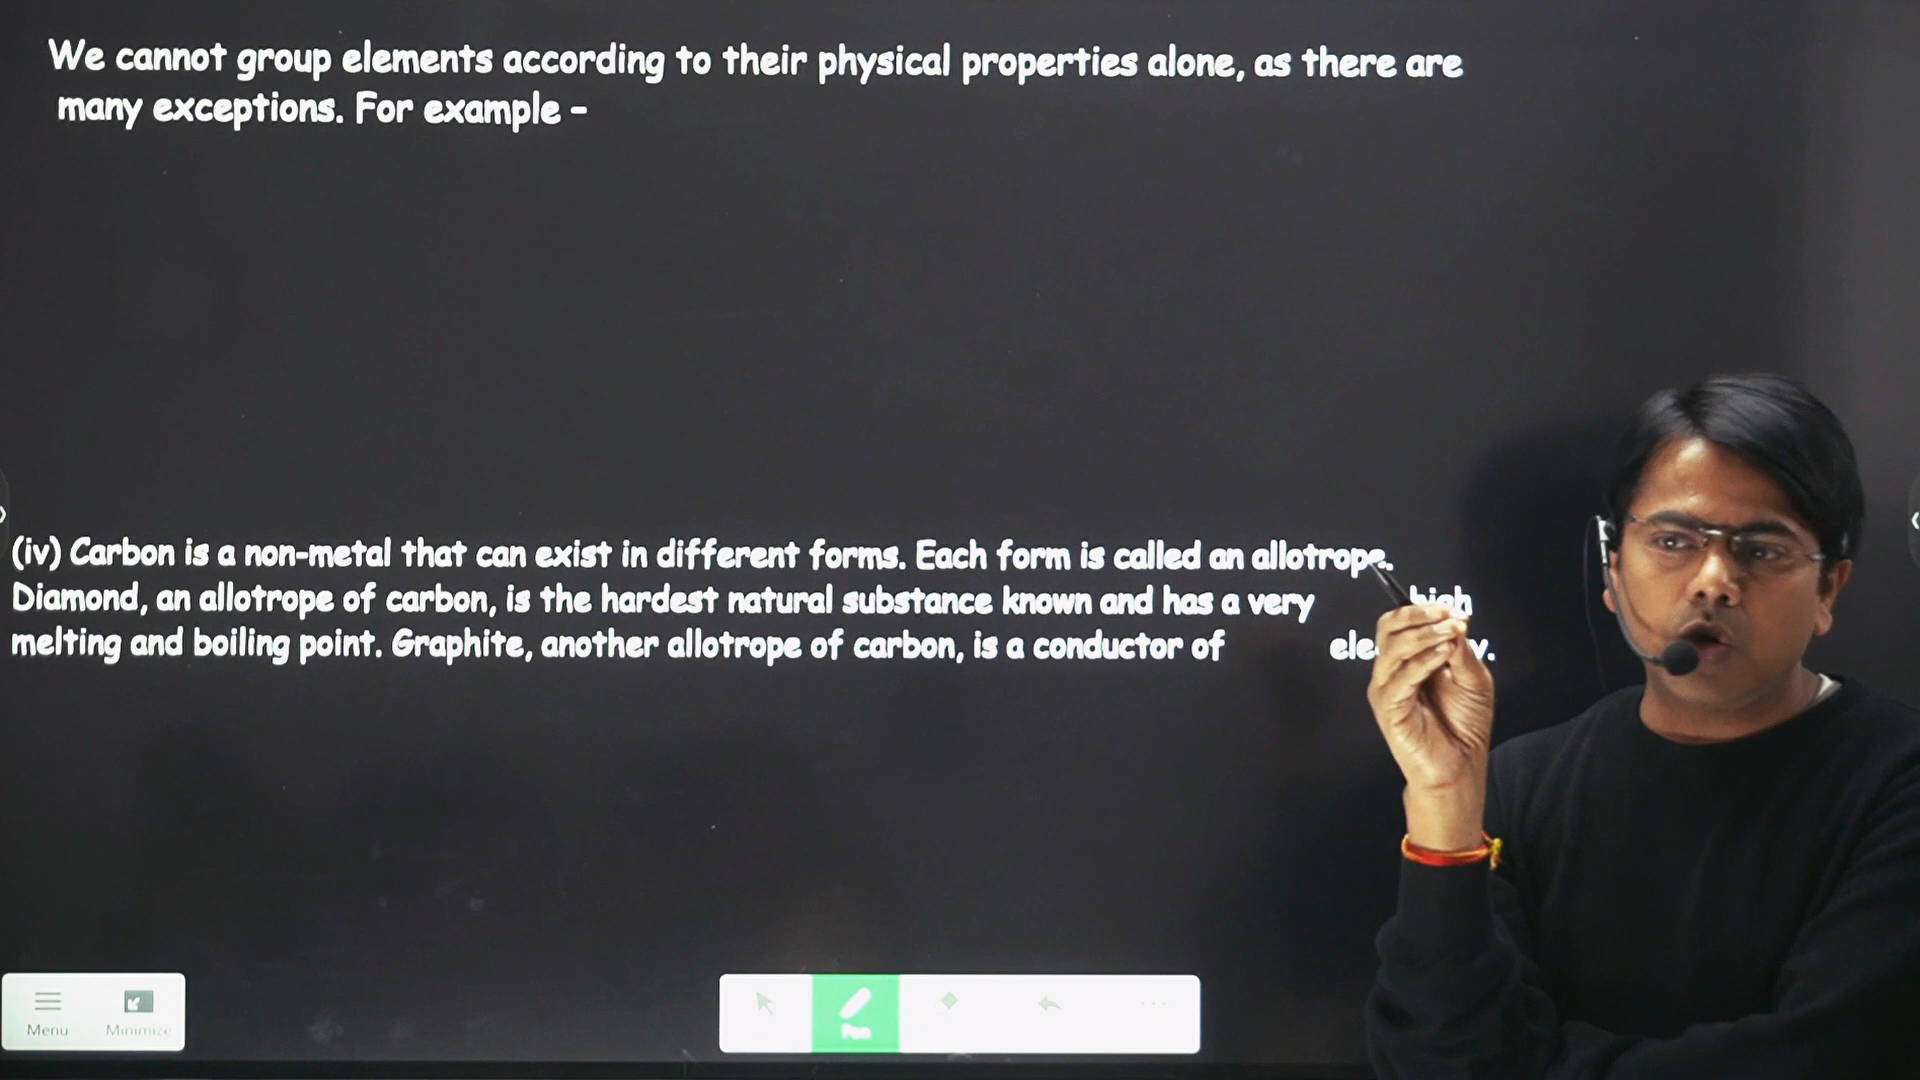 We cannot group elements according to their physical properties alone, as there are
many exceptions. For example -
(iv) Carbon is a non-metal that can exist in different forms. Each form is called an allotrope.
Diamond, an allotrope of carbon, is the hardest natural substance known and has a very high
melting and boiling point. Graphite, another allotrope of carbon, is a conductor of
Menu Minimize Pen